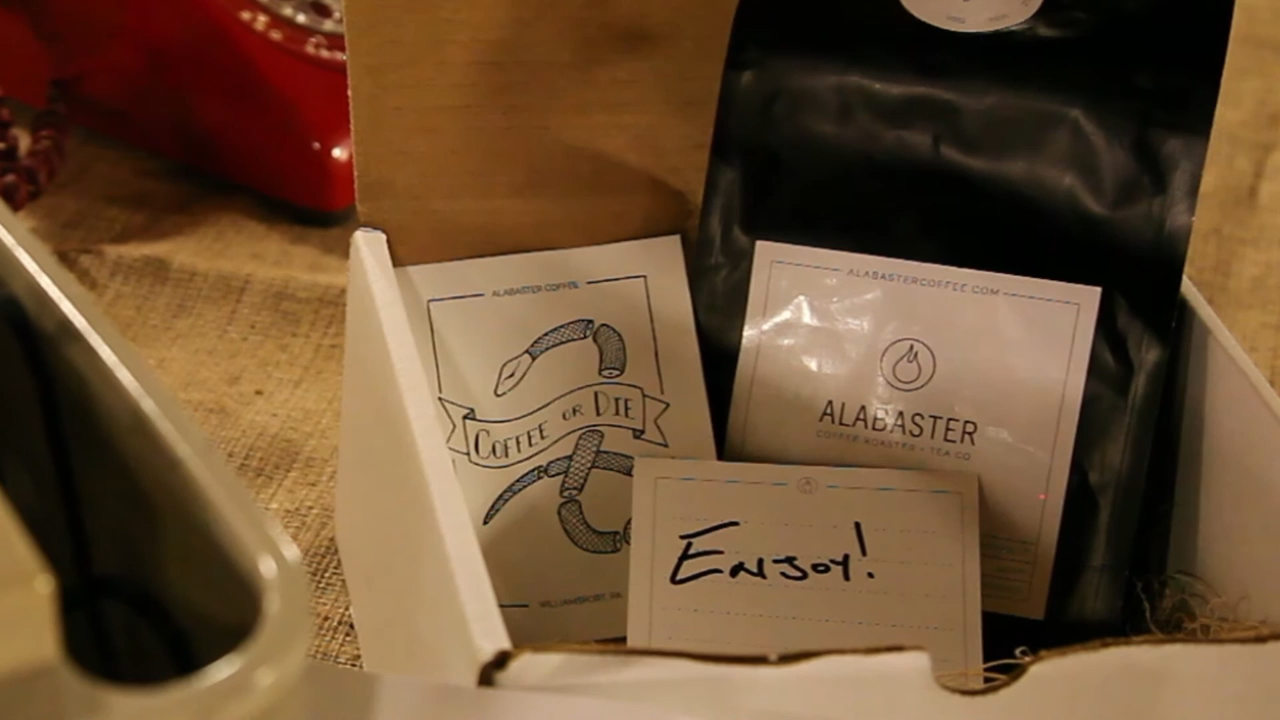 ALABASTER COFFEE
COFFEE OR DIE
WILLIAMSPORT, PA
ALABASTERCOFFEE.COM
ALABASTER
COFFEE ROASTER + TEA CO
ENJOY!